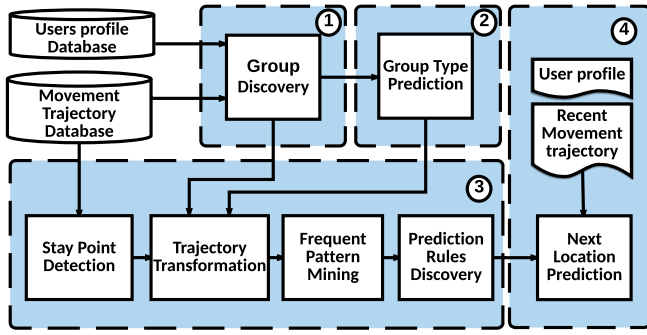 Users profile
Database
Movement
Trajectory
Database
1
Group
Discovery
2
Group Type
Prediction
4
User profile
Recent
Movement
trajectory
3
Stay Point
Detection
Trajectory
Transformation
Frequent
Pattern
Mining
Prediction
Rules
Discovery
Next
Location
Prediction